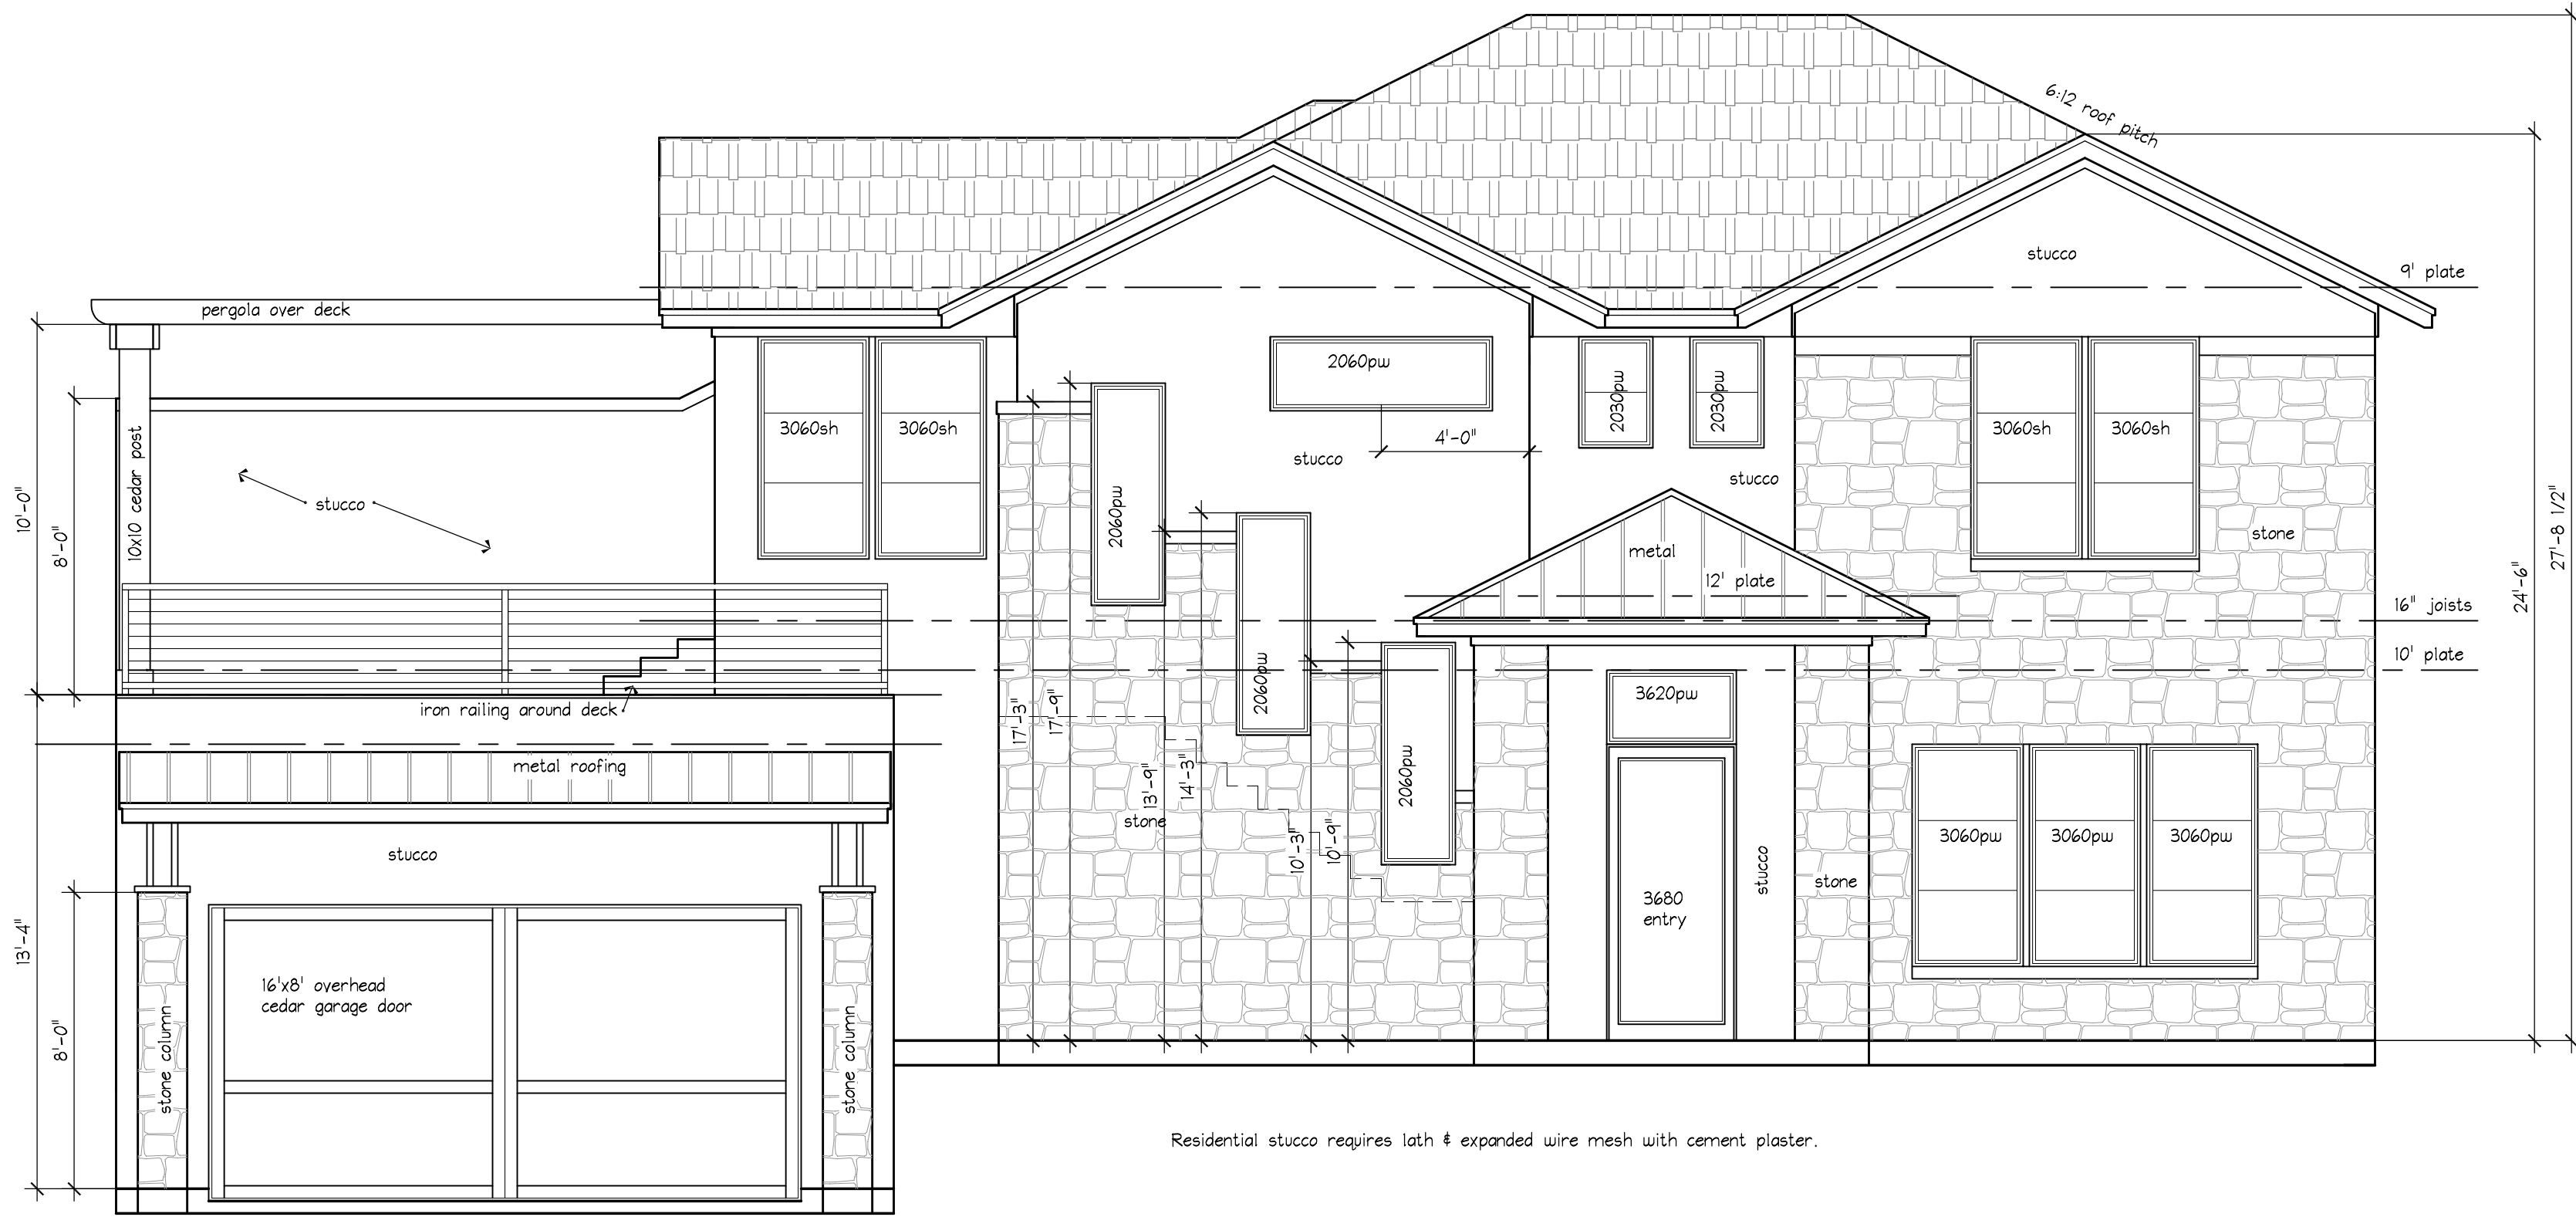 6:12 roof pitch
stucco
9' plate
pergola over deck
2060pw
2030pw
2030pw
3060sh
3060sh
3060sh
3060sh
4'-0"
stucco
stucco
10x10 cedar post
stucco
10'-0"
8'-0"
2060pw
stone
metal
12' plate
27'-8 1/2"
24'-6"
16" joists
10' plate
2060pw
3620pw
iron railing around deck
17'-3"
17'-9"
metal roofing
13'-9"
14'-3"
2060pw
stone
10'-3"
10'-9"
3060pw
3060pw
3060pw
stucco
stucco
stone
3680
entry
13'-4"
8'-0"
16'x8' overhead
cedar garage door
stone column
stone column
Residential stucco requires lath & expanded wire mesh with cement plaster.